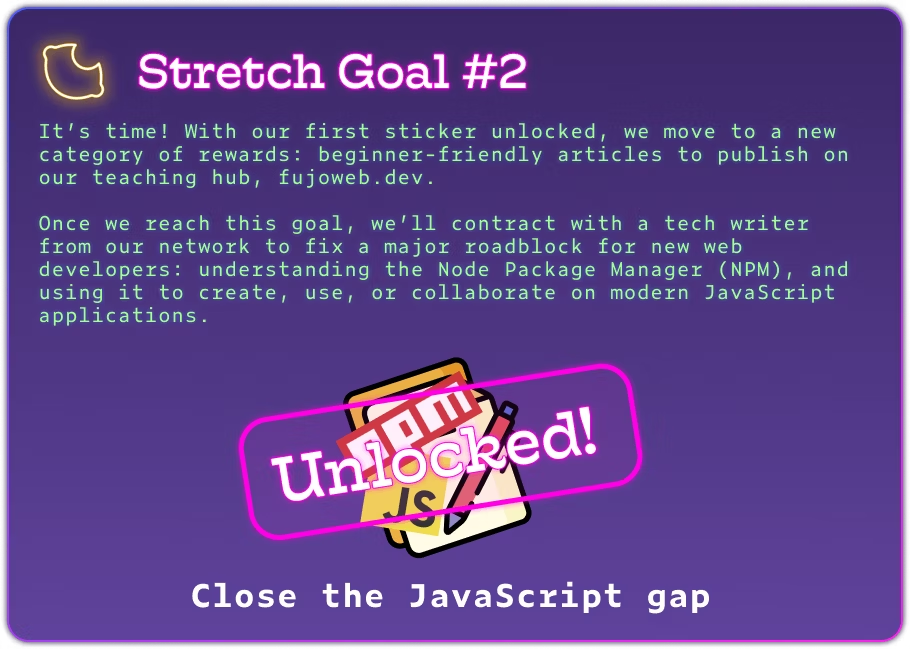 Stretch Goal #2
It’s time! With our first sticker unlocked, we move to a new
category of rewards: beginner-friendly articles to publish on
our teaching hub, fujoweb.dev.
Once we reach this goal, we’ll contract with a tech writer
from our network to fix a major roadblock for new web
developers: understanding the Node Package Manager (NPM), and
using it to create, use, or collaborate on modern JavaScript
applications.
npm
Unlocked!
JS
Close the JavaScript gap